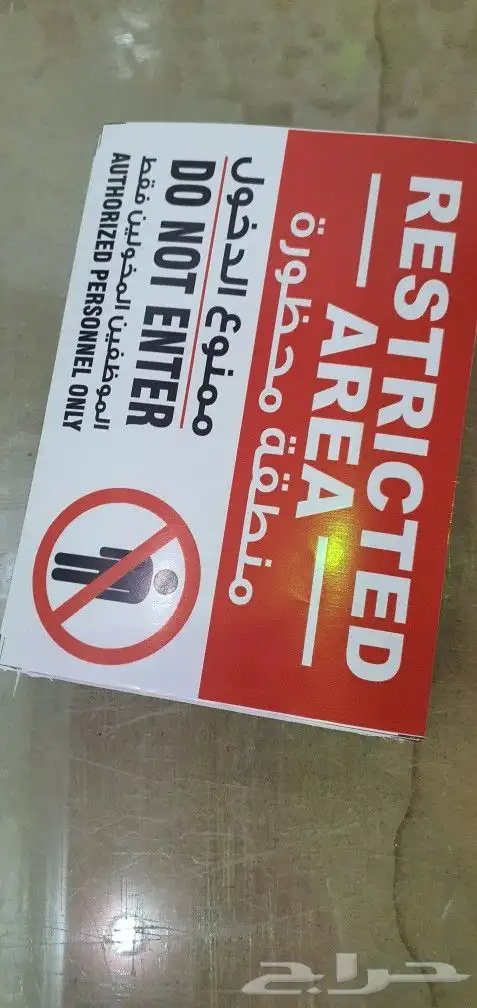 RESTRICTED
— AREA —
منطقة محظورة
ممنوع الدخول
DO NOT ENTER
الموظفين المخولين فقط
AUTHORIZED PERSONNEL ONLY
حراج